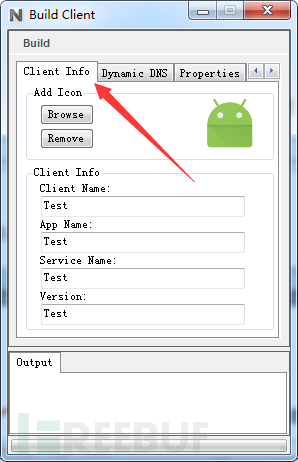 Build Client
Build
Client Info
Dynamic DNS
Properties
Add Icon
Browse
Remove
Client Info
Client Name:
Test
App Name:
Test
Service Name:
Test
Version:
Test
Output
REEBUF